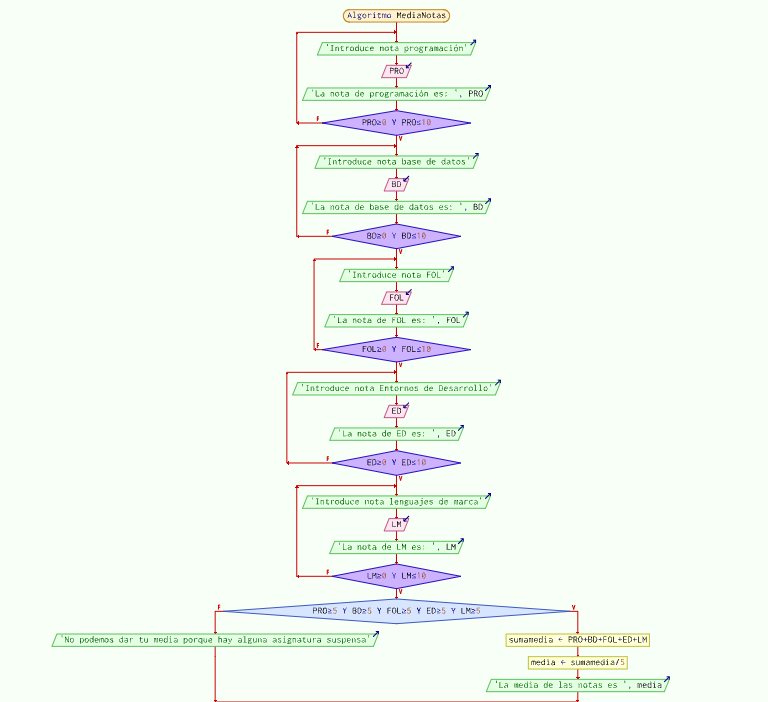 Algoritmo MediaNotas
'Introduce nota programación'
PRO
'La nota de programación es: ', PRO
PRO≥0 Y PRO≤10
F
V
'Introduce nota base de datos'
BD
'La nota de base de datos es: ', BD
BD≥0 Y BD≤10
F
V
'Introduce nota FOL'
FOL
'La nota de FOL es: ', FOL
FOL≥0 Y FOL≤10
F
V
'Introduce nota Entornos de Desarrollo'
ED
'La nota de ED es: ', ED
ED≥0 Y ED≤10
F
V
'Introduce nota lenguajes de marca'
LM
'La nota de LM es: ', LM
LM≥0 Y LM≤10
F
V
PRO≥5 Y BD≥5 Y FOL≥5 Y ED≥5 Y LM≥5
F
V
'No podemos dar tu media porque hay alguna asignatura suspensa'
sumamedia ← PRO+BD+FOL+ED+LM
media ← sumamedia/5
'La media de las notas es ', media